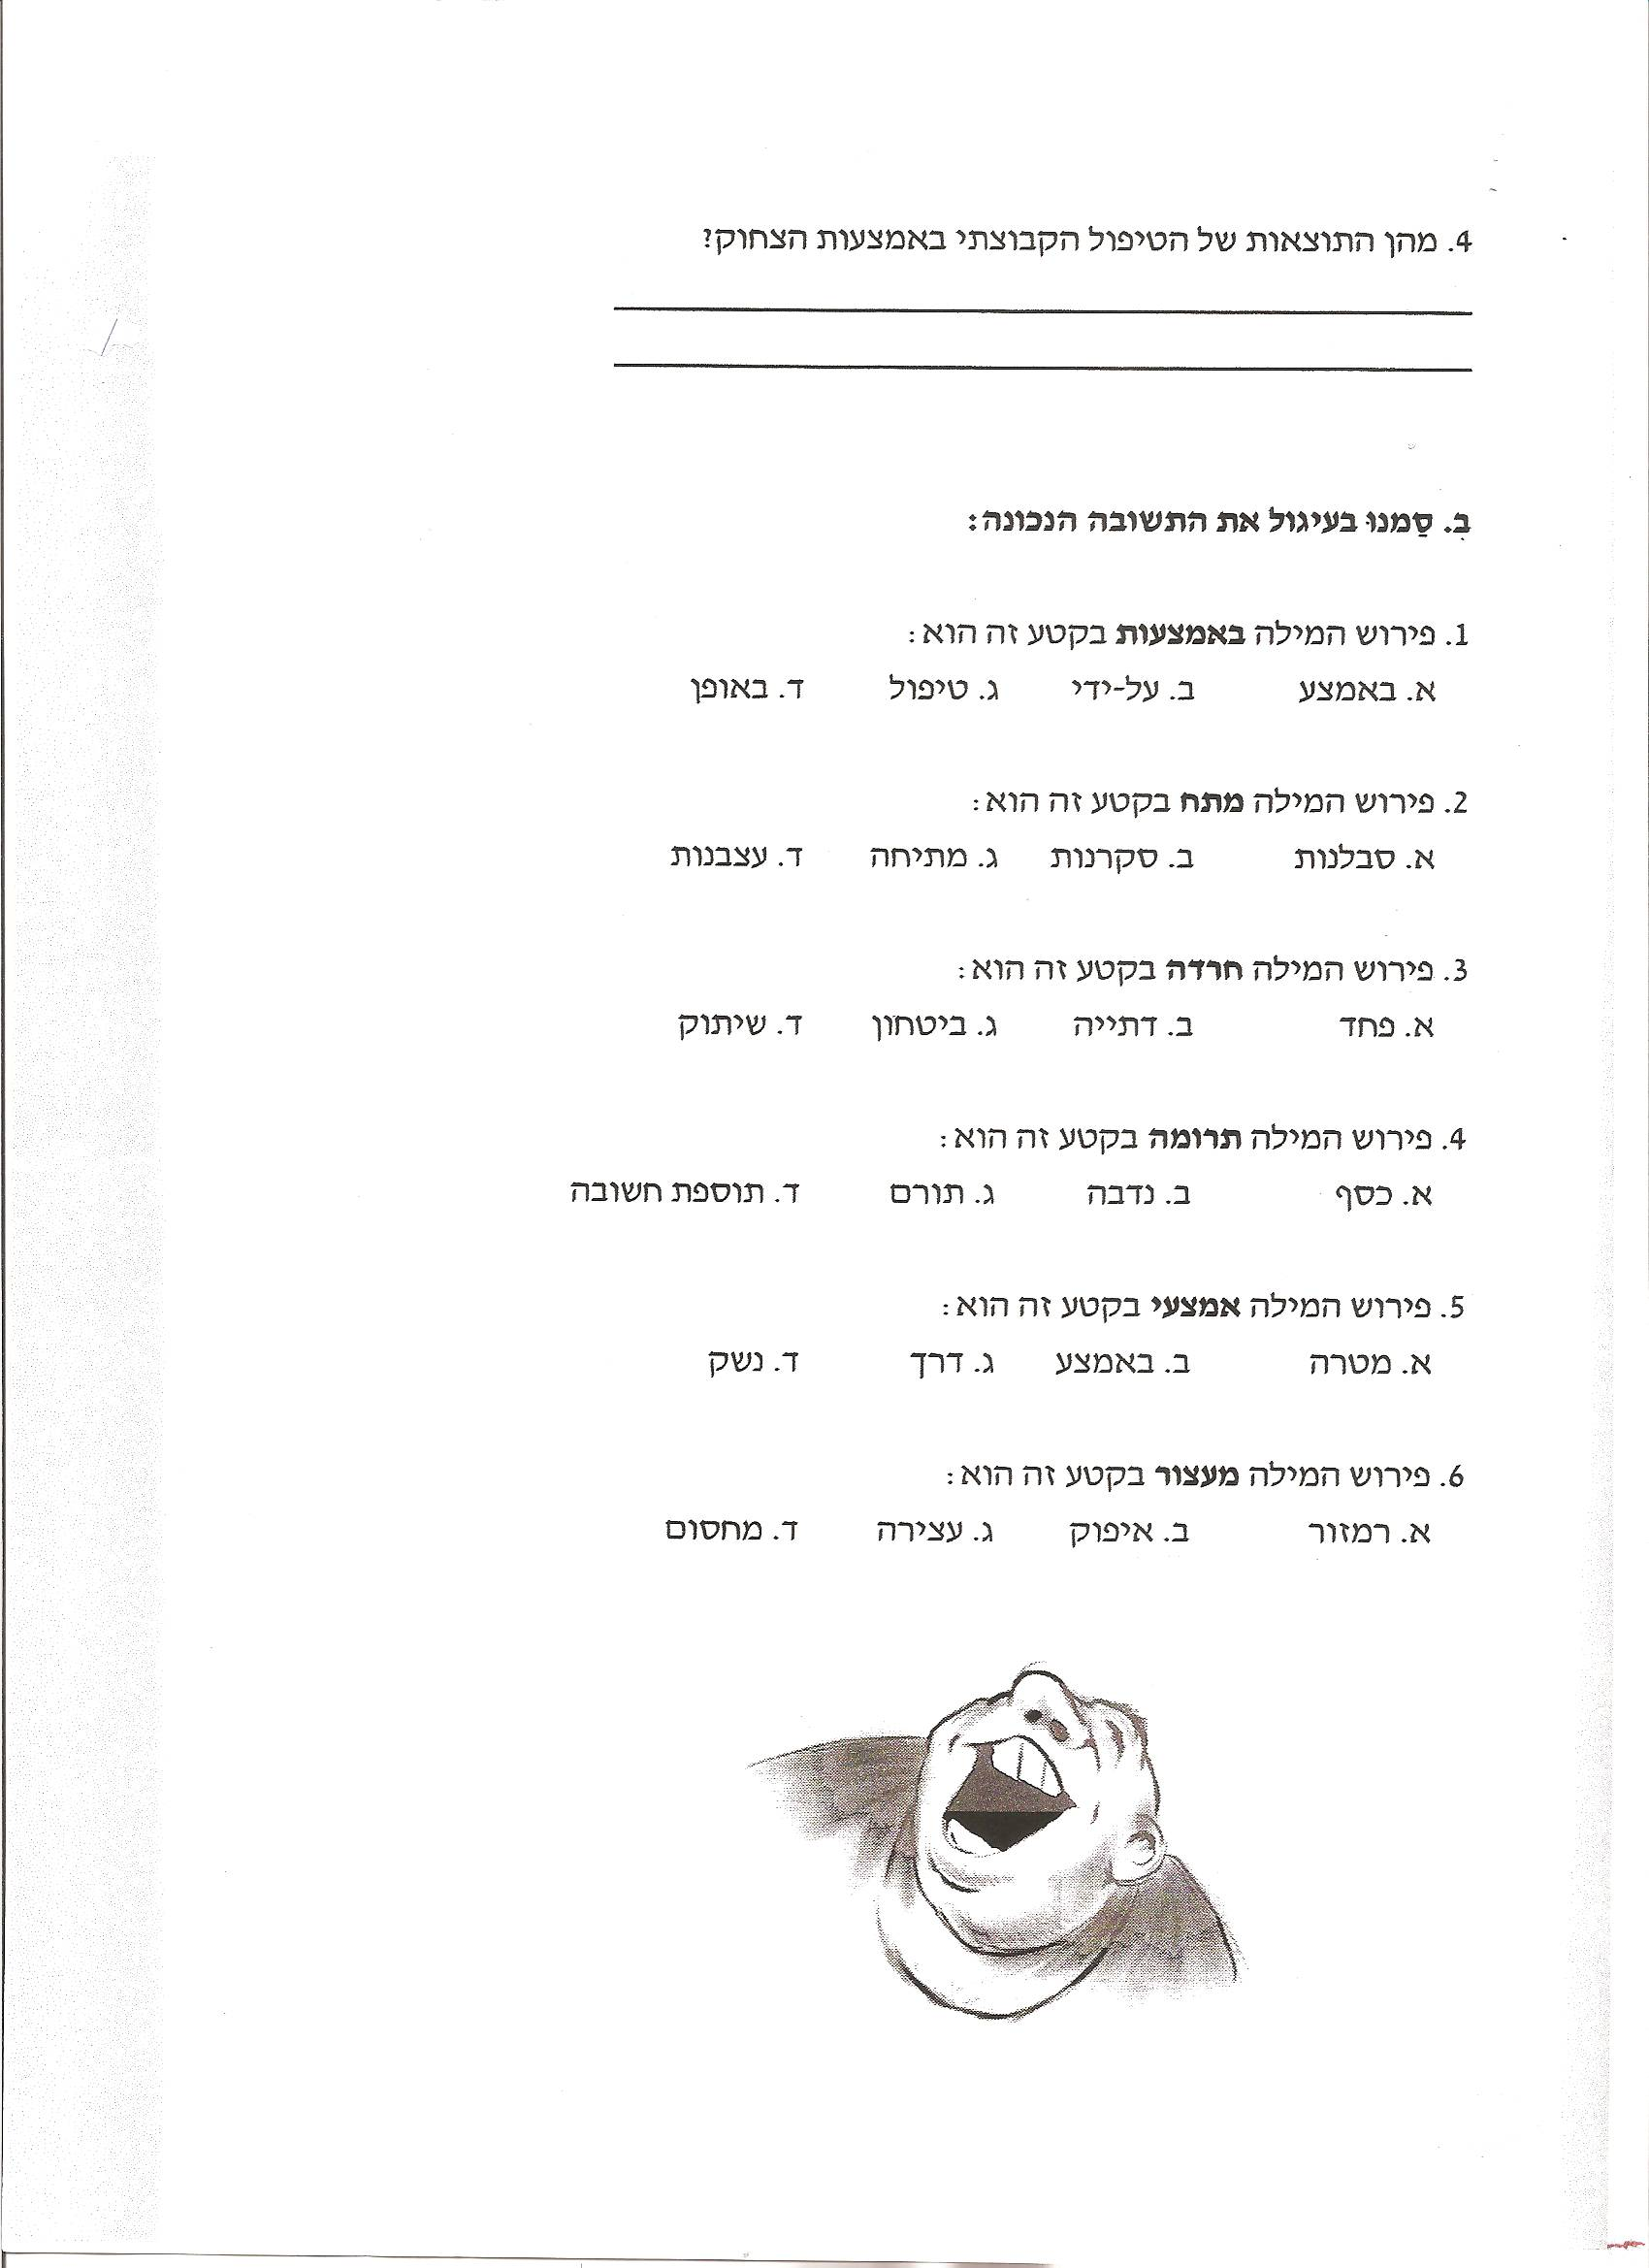 4. מהן התוצאות של הטיפול הקבוצתי באמצעות הצחוק?
ב. סַמנוּ בעיגול את התשובה הנכונה:
1. פירוש המילה באמצעות בקטע זה הוא:
א. באמצע ב. על-ידי ג. טיפול ד. באופן
2. פירוש המילה מתח בקטע זה הוא:
א. סבלנות ב. סקרנות ג. מתיחה ד. עצבנות
3. פירוש המילה חרדה בקטע זה הוא:
א. פחד ב. דתייה ג. ביטחון ד. שיתוק
4. פירוש המילה תרומה בקטע זה הוא:
א. כסף ב. נדבה ג. תורם ד. תוספת חשובה
5. פירוש המילה אמצעי בקטע זה הוא:
א. מטרה ב. באמצע ג. דרך ד. נשק
6. פירוש המילה מעצור בקטע זה הוא:
א. רמזור ב. איפוק ג. עצירה ד. מחסום